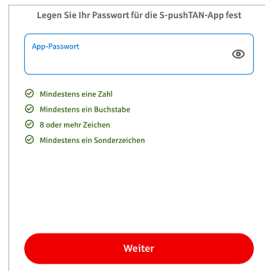 Legen Sie Ihr Passwort für die S-pushTAN-App fest
App-Passwort
Mindestens eine Zahl
Mindestens ein Buchstabe
8 oder mehr Zeichen
Mindestens ein Sonderzeichen
Weiter